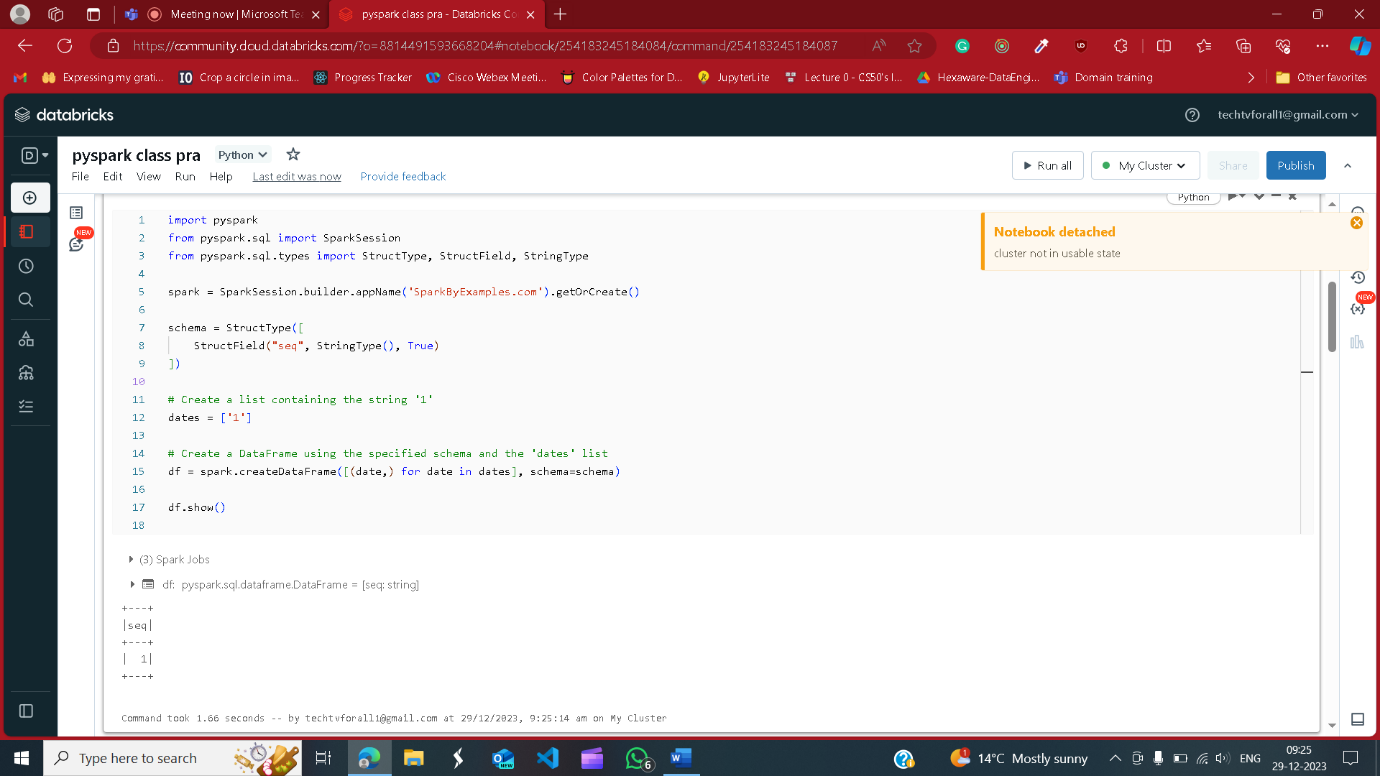 Meeting now | Microsoft Tea
pyspark class pra - Databricks Co
https://community.cloud.databricks.com/?o=8814491593668204#notebook/254183245184084/command/254183245184087
Expressing my grati...
Crop a circle in ima...
Progress Tracker
Cisco Webex Meeti...
Color Palettes for D...
JupyterLite
Lecture 0 - CS50's I...
Hexaware-DataEngi...
Domain training
Other favorites
databricks
techtvforall1@gmail.com
D
pyspark class pra
Python
File Edit View Run Help Last edit was now Provide feedback
Run all
My Cluster
Share
Publish
NEW
Python
Notebook detached
cluster not in usable state
NEW
1 import pyspark
2 from pyspark.sql import SparkSession
3 from pyspark.sql.types import StructType, StructField, StringType
4
5 spark = SparkSession.builder.appName('SparkByExamples.com').getOrCreate()
6
7 schema = StructType([
8 StructField("seq", StringType(), True)
9 ])
10
11 # Create a list containing the string '1'
12 dates = ['1']
13
14 # Create a DataFrame using the specified schema and the 'dates' list
15 df = spark.createDataFrame([(date,) for date in dates], schema=schema)
16
17 df.show()
18
(3) Spark Jobs
df: pyspark.sql.dataframe.DataFrame = [seq: string]
+---+
|seq|
+---+
|  1|
+---+
Command took 1.66 seconds -- by techtvforall1@gmail.com at 29/12/2023, 9:25:14 am on My Cluster
Type here to search
6
1
14°C Mostly sunny
ENG
09:25
29-12-2023